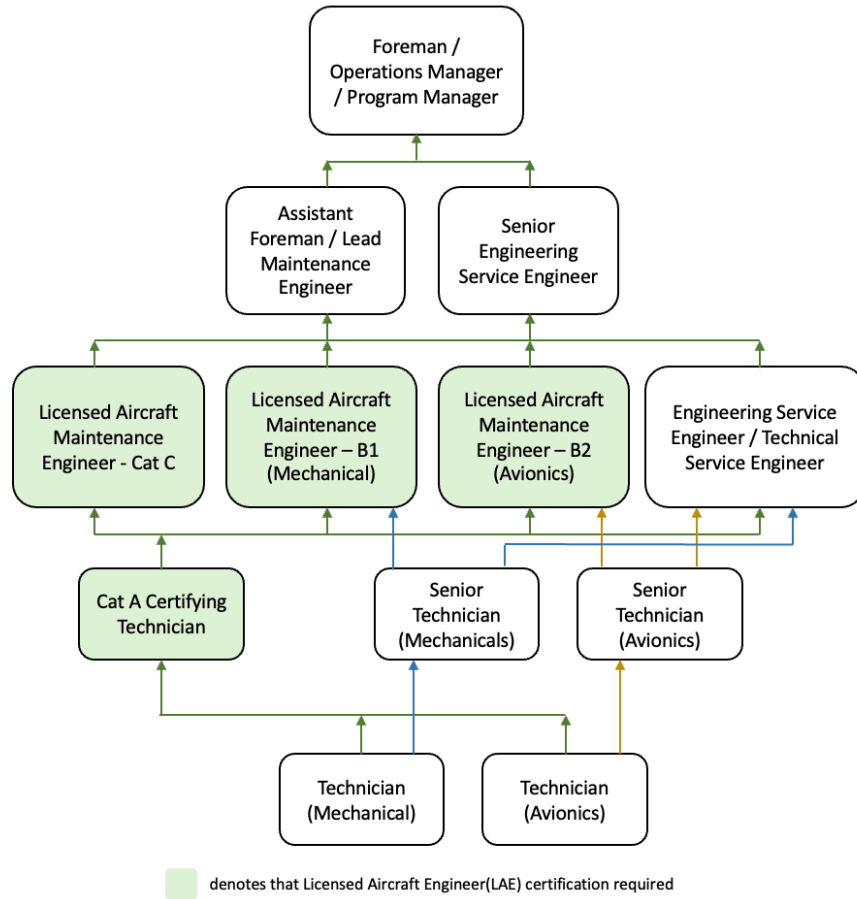 Foreman /
Operations Manager
/ Program Manager
Assistant
Foreman / Lead
Maintenance
Engineer
Senior
Engineering
Service Engineer
Licensed Aircraft
Maintenance
Engineer - Cat C
Licensed Aircraft
Maintenance
Engineer – B1
(Mechanical)
Licensed Aircraft
Maintenance
Engineer – B2
(Avionics)
Engineering Service
Engineer / Technical
Service Engineer
Cat A Certifying
Technician
Senior
Technician
(Mechanicals)
Senior
Technician
(Avionics)
Technician
(Mechanical)
Technician
(Avionics)
denotes that Licensed Aircraft Engineer(LAE) certification required